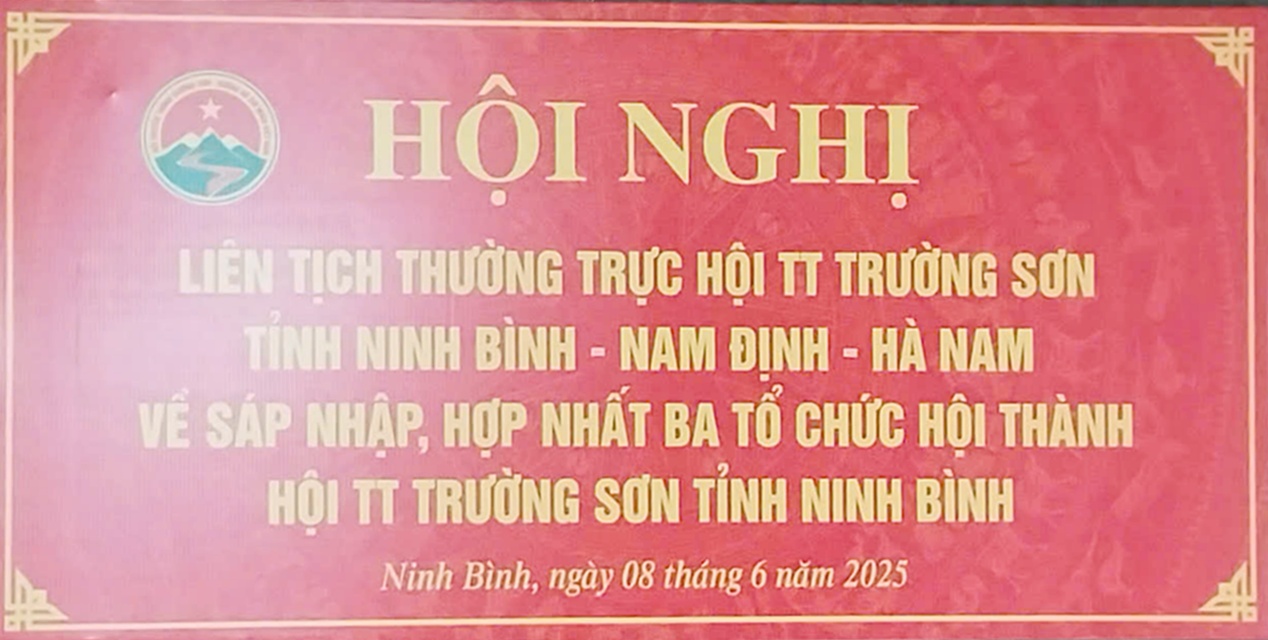 HỘI NGHỊ
LIÊN TỊCH THƯỜNG TRỰC HỘI TT TRƯỜNG SƠN
TỈNH NINH BÌNH - NAM ĐỊNH - HÀ NAM
VỀ SÁP NHẬP, HỢP NHẤT BA TỔ CHỨC HỘI THÀNH
HỘI TT TRƯỜNG SƠN TỈNH NINH BÌNH
Ninh Bình, ngày 08 tháng 6 năm 2025